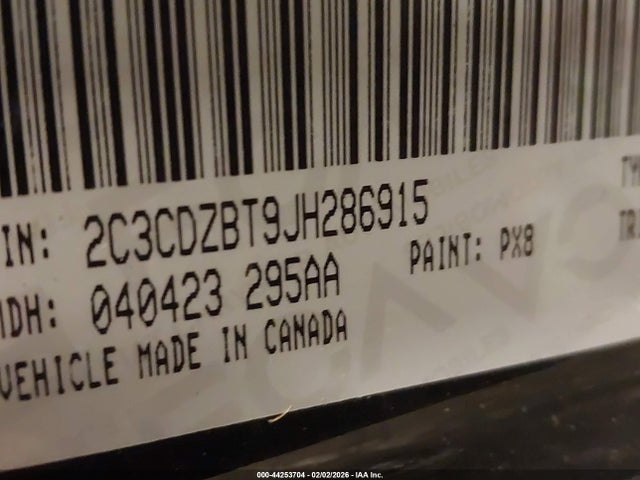 IN: 2C3CDZBT9JH286915
MDH: 040423 295AA
PAINT: PX8
VEHICLE MADE IN CANADA
000-44253704 - 02/02/2026 - IAA Inc.